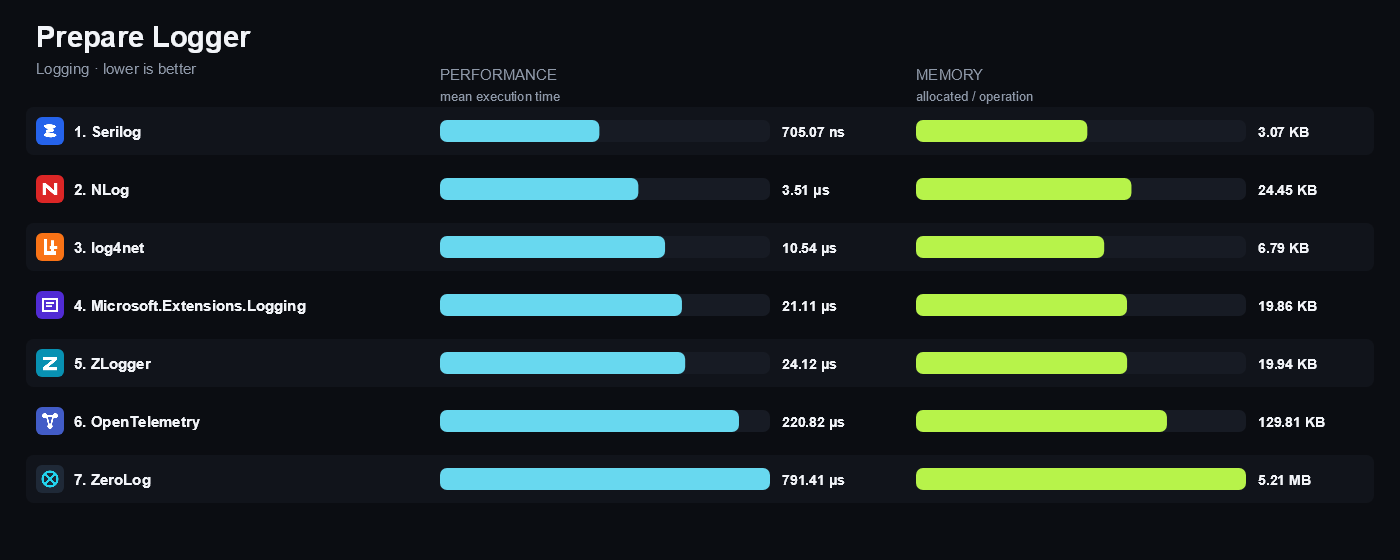 Prepare Logger
Logging · lower is better
PERFORMANCE
mean execution time
MEMORY
allocated / operation
1. Serilog 705.07 ns 3.07 KB
2. NLog 3.51 µs 24.45 KB
3. log4net 10.54 µs 6.79 KB
4. Microsoft.Extensions.Logging 21.11 µs 19.86 KB
5. ZLogger 24.12 µs 19.94 KB
6. OpenTelemetry 220.82 µs 129.81 KB
7. ZeroLog 791.41 µs 5.21 MB